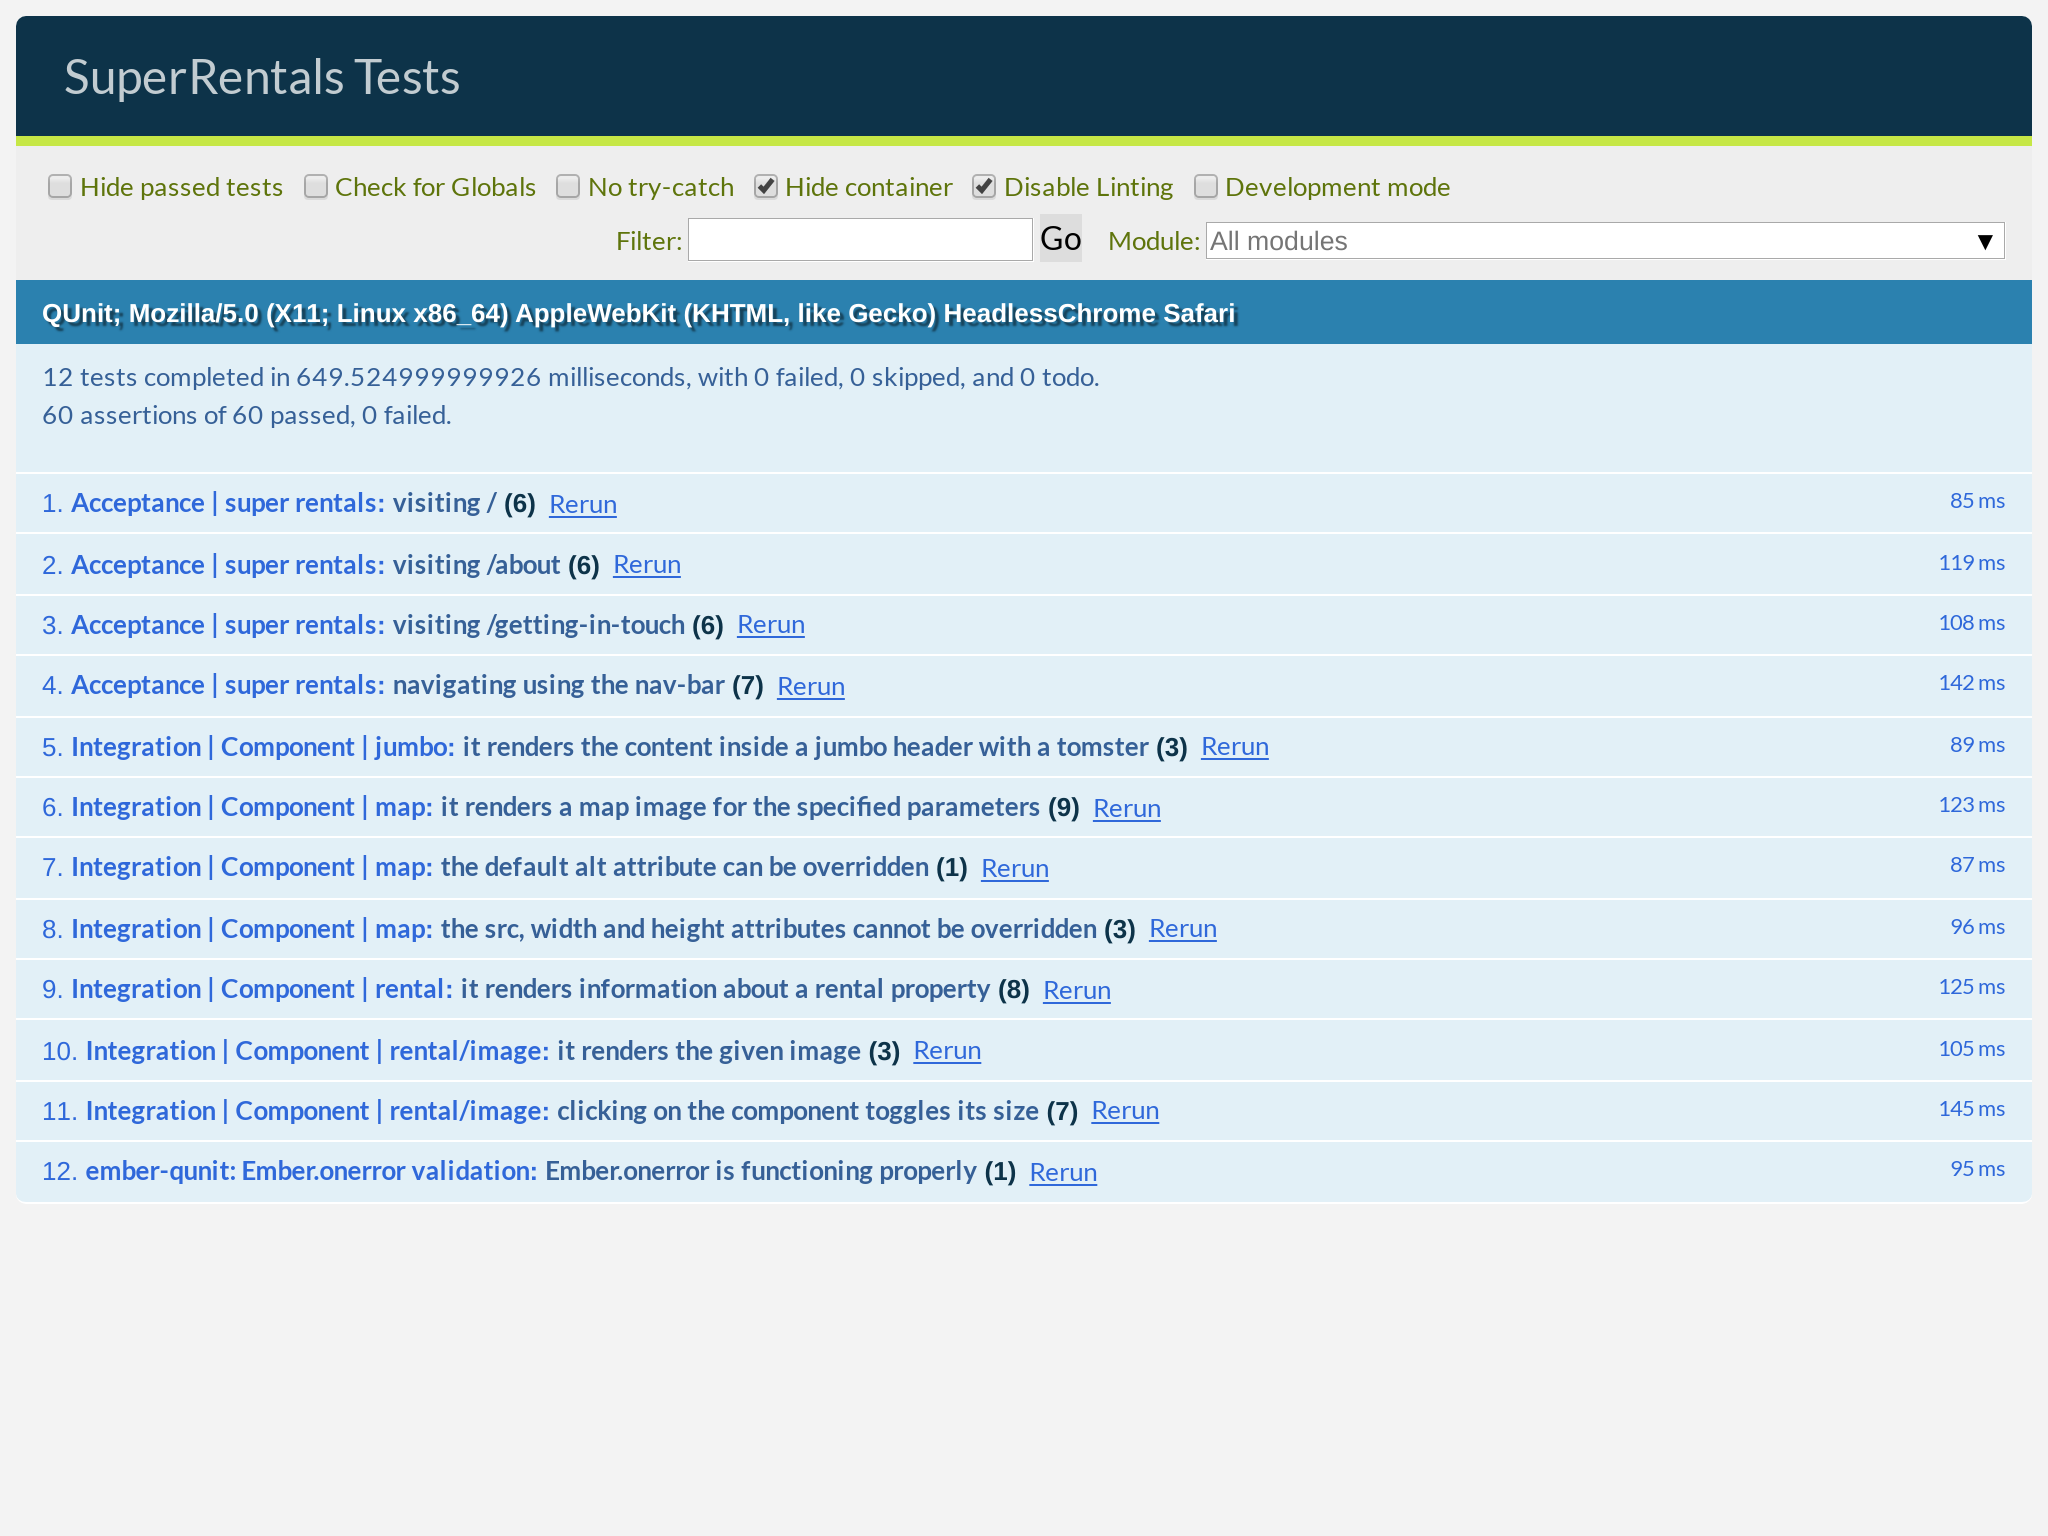 SuperRentals Tests
Hide passed tests Check for Globals No try-catch Hide container Disable Linting Development mode
Filter: Go Module: All modules ▼
QUnit; Mozilla/5.0 (X11; Linux x86_64) AppleWebKit (KHTML, like Gecko) HeadlessChrome Safari
12 tests completed in 649.524999999926 milliseconds, with 0 failed, 0 skipped, and 0 todo.
60 assertions of 60 passed, 0 failed.
1. Acceptance | super rentals: visiting / (6) Rerun 85 ms
2. Acceptance | super rentals: visiting /about (6) Rerun 119 ms
3. Acceptance | super rentals: visiting /getting-in-touch (6) Rerun 108 ms
4. Acceptance | super rentals: navigating using the nav-bar (7) Rerun 142 ms
5. Integration | Component | jumbo: it renders the content inside a jumbo header with a tomster (3) Rerun 89 ms
6. Integration | Component | map: it renders a map image for the specified parameters (9) Rerun 123 ms
7. Integration | Component | map: the default alt attribute can be overridden (1) Rerun 87 ms
8. Integration | Component | map: the src, width and height attributes cannot be overridden (3) Rerun 96 ms
9. Integration | Component | rental: it renders information about a rental property (8) Rerun 125 ms
10. Integration | Component | rental/image: it renders the given image (3) Rerun 105 ms
11. Integration | Component | rental/image: clicking on the component toggles its size (7) Rerun 145 ms
12. ember-qunit: Ember.onerror validation: Ember.onerror is functioning properly (1) Rerun 95 ms